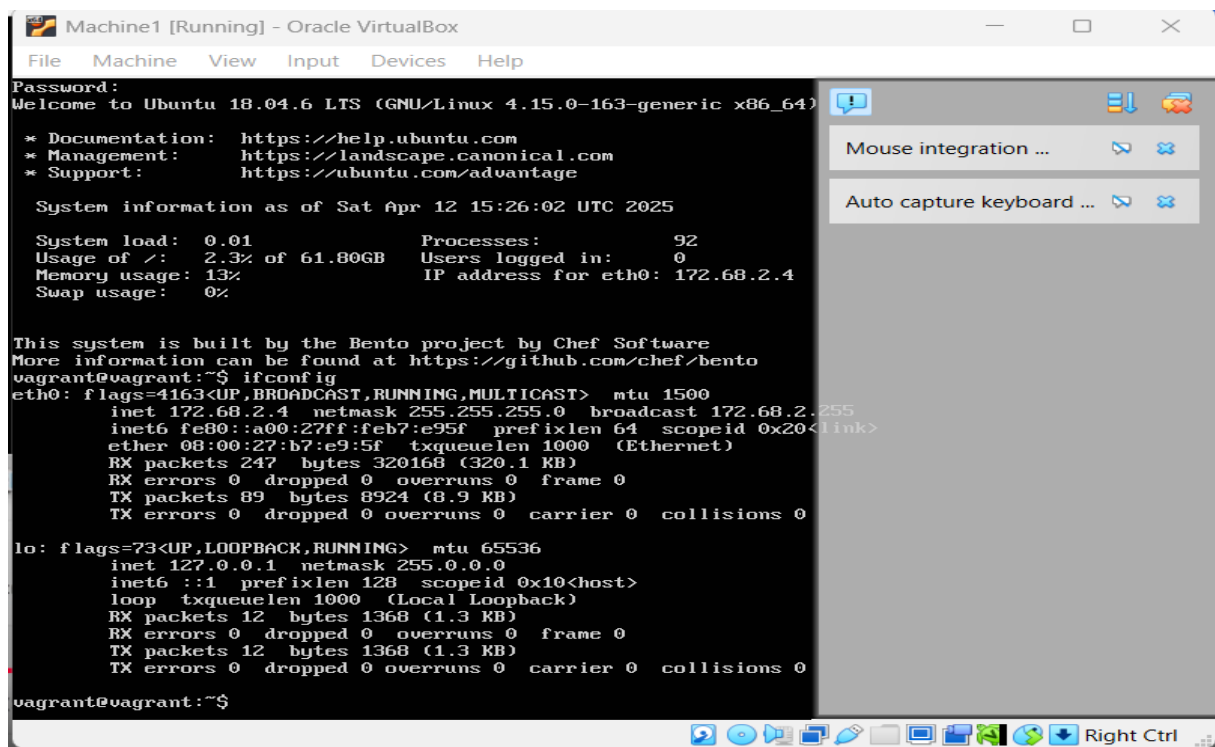 Machine1 [Running] - Oracle VirtualBox
File Machine View Input Devices Help
Password:
Welcome to Ubuntu 18.04.6 LTS (GNU/Linux 4.15.0-163-generic x86_64)
* Documentation: https://help.ubuntu.com
* Management: https://landscape.canonical.com
* Support: https://ubuntu.com/advantage
System information as of Sat Apr 12 15:26:02 UTC 2025
System load: 0.01 Processes: 92
Usage of /: 2.3% of 61.80GB Users logged in: 0
Memory usage: 13% IP address for eth0: 172.68.2.4
Swap usage: 0%
This system is built by the Bento project by Chef Software
More information can be found at https://github.com/chef/bento
vagrant@vagrant:~$ ifconfig
eth0: flags=4163<UP,BROADCAST,RUNNING,MULTICAST> mtu 1500
inet 172.68.2.4 netmask 255.255.255.0 broadcast 172.68.2.255
inet6 fe80::a00:27ff:feb7:e95f prefixlen 64 scopeid 0x20<link>
ether 08:00:27:b7:e9:5f txqueuelen 1000 (Ethernet)
RX packets 247 bytes 320168 (320.1 KB)
RX errors 0 dropped 0 overruns 0 frame 0
TX packets 89 bytes 8924 (8.9 KB)
TX errors 0 dropped 0 overruns 0 carrier 0 collisions 0
lo: flags=73<UP,LOOPBACK,RUNNING> mtu 65536
inet 127.0.0.1 netmask 255.0.0.0
inet6 ::1 prefixlen 128 scopeid 0x10<host>
loop txqueuelen 1000 (Local Loopback)
RX packets 12 bytes 1368 (1.3 KB)
RX errors 0 dropped 0 overruns 0 frame 0
TX packets 12 bytes 1368 (1.3 KB)
TX errors 0 dropped 0 overruns 0 carrier 0 collisions 0
vagrant@vagrant:~$
Mouse integration ...
Auto capture keyboard ...
Right Ctrl